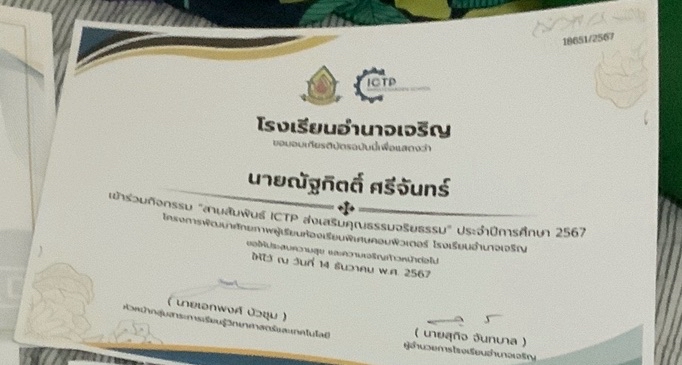 18651/2567
ICTP
โรงเรียนอำนาจเจริญ
ขอมอบเกียรติบัตรฉบับนี้เพื่อแสดงว่า
นายณัฐกิตติ์ ศรีจันทร์
เข้าร่วมกิจกรรม "สานสัมพันธ์ ICTP ส่งเสริมคุณธรรมจริยธรรม" ประจำปีการศึกษา 2567
โครงการพัฒนาศักยภาพผู้เรียนห้องเรียนพิเศษคอมพิวเตอร์ โรงเรียนอำนาจเจริญ
ขอให้ประสบความสุข และความเจริญก้าวหน้าต่อไป
ให้ไว้ ณ วันที่ 14 ธันวาคม พ.ศ. 2567
( นายเอกพงศ์ บัวชุม )
หัวหน้ากลุ่มสาระการเรียนรู้วิทยาศาสตร์และเทคโนโลยี
( นายสุกิจ จันทบาล )
ผู้อำนวยการโรงเรียนอำนาจเจริญ